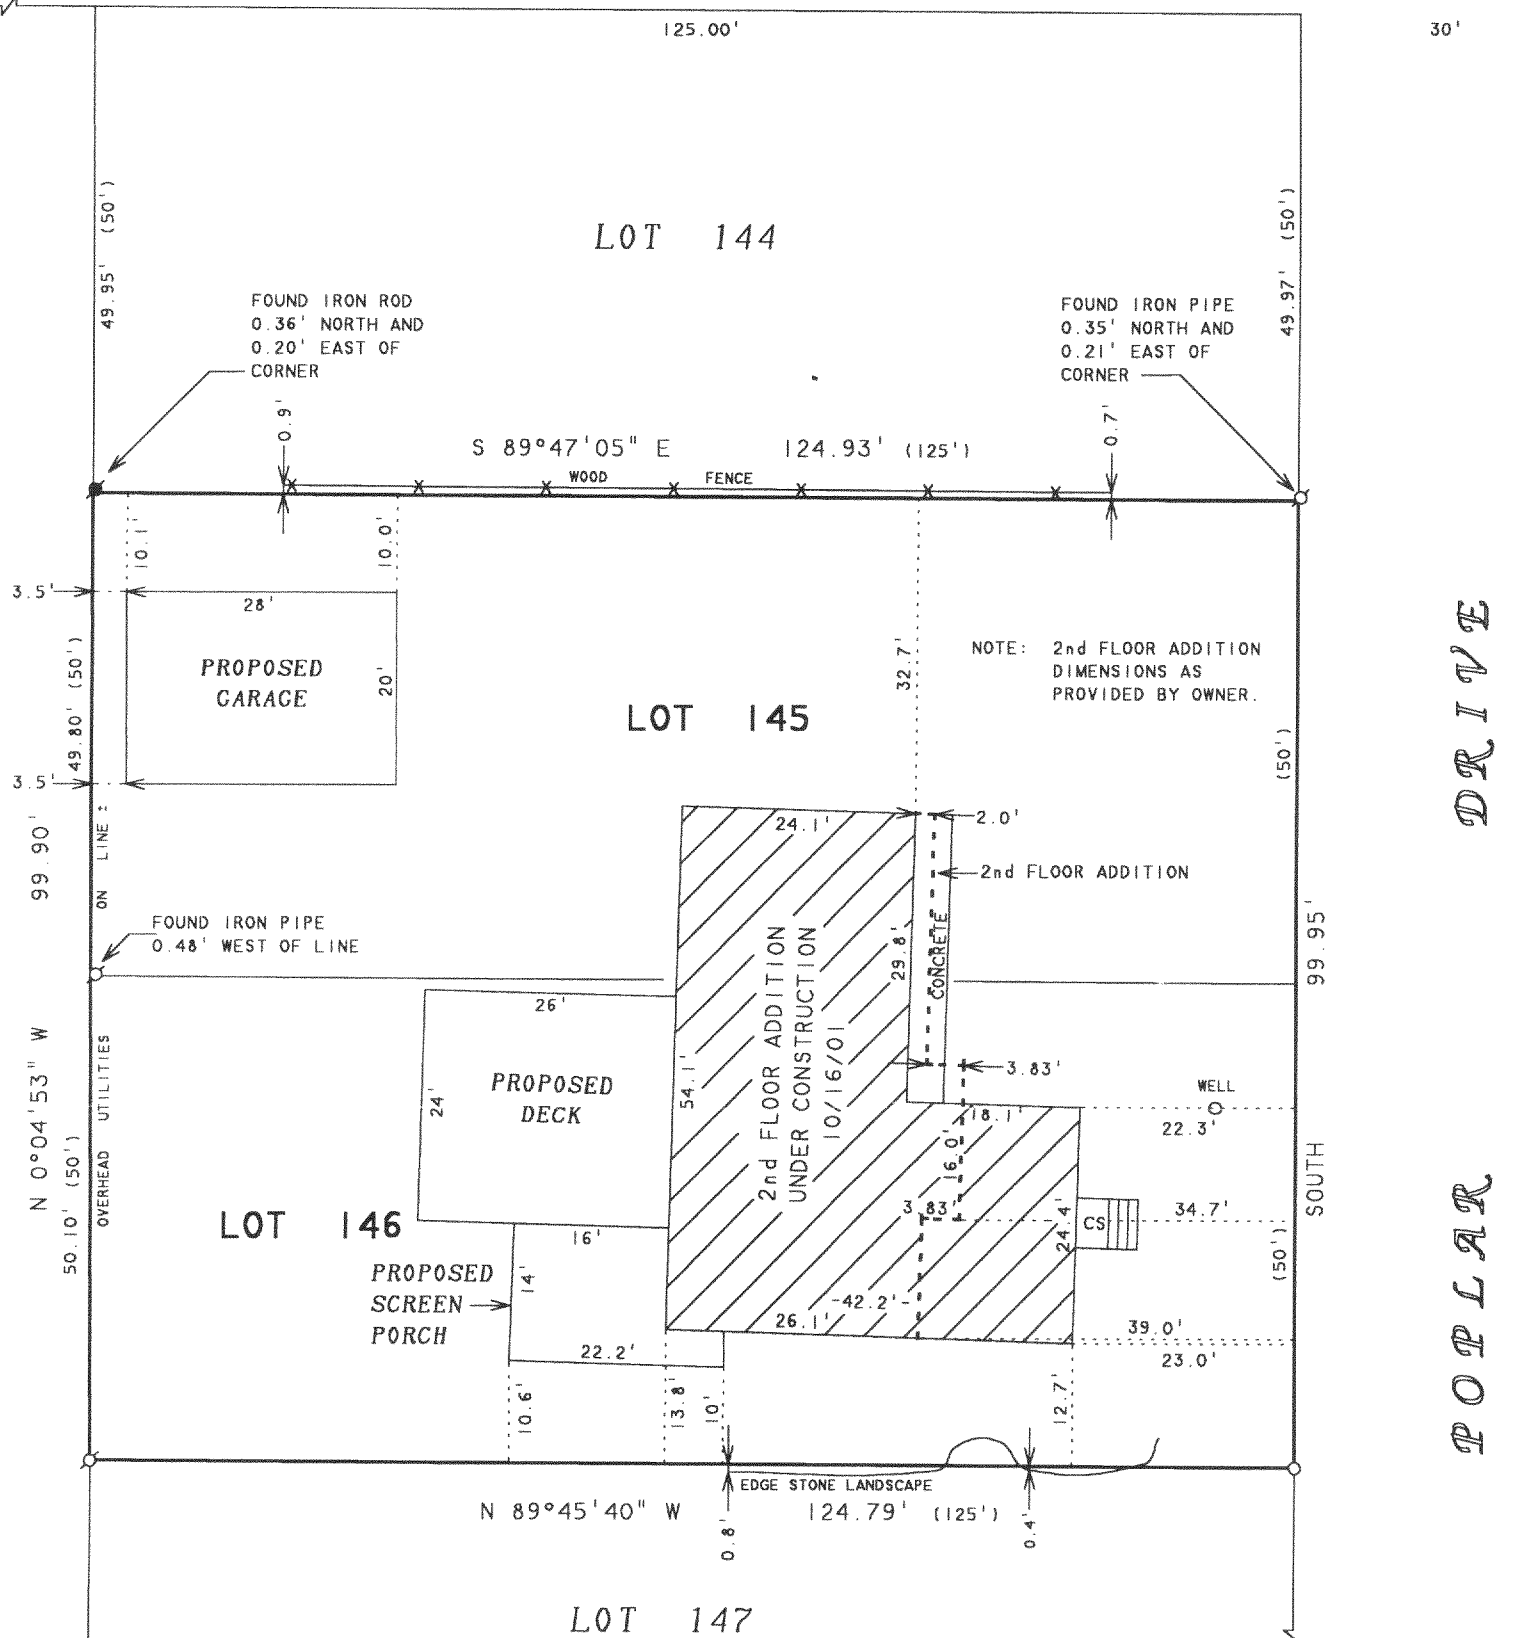 125.00'
30'
49.95' (50')
LOT 144
49.97' (50')
FOUND IRON ROD
0.36' NORTH AND
0.20' EAST OF
CORNER
FOUND IRON PIPE
0.35' NORTH AND
0.21' EAST OF
CORNER
0.9'
0.7'
S 89°47'05" E 124.93' (125')
WOOD FENCE
10.1'
10.0'
3.5'
28'
PROPOSED
GARAGE
20'
49.80' (50')
3.5'
32.7'
NOTE: 2nd FLOOR ADDITION
DIMENSIONS AS
PROVIDED BY OWNER.
LOT 145
(50')
POPLAR DRIVE
24.1'
2.0'
2nd FLOOR ADDITION
99.90'
ON LINE ±
FOUND IRON PIPE
0.48' WEST OF LINE
29.8'
CONCRETE
99.95'
2nd FLOOR ADDITION
UNDER CONSTRUCTION
10/16/01
26'
PROPOSED
DECK
24'
54.1'
3.83'
WELL
22.3'
18.1'
16.0'
N 0°04'53" W
OVERHEAD UTILITIES
50.10' (50')
SOUTH
LOT 146
3.83'
24.4'
CS
34.7'
(50')
16'
14'
PROPOSED
SCREEN
PORCH
-42.2'-
26.1'
39.0'
23.0'
22.2'
10.6'
13.8'
10'
12.7'
EDGE STONE LANDSCAPE
N 89°45'40" W 124.79' (125')
0.8'
0.4'
LOT 147